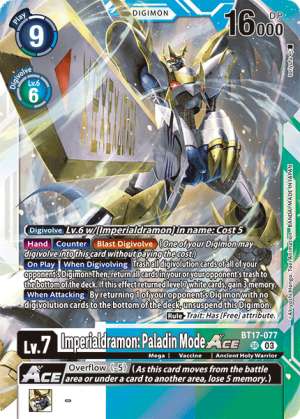 DIGIMON
Play
9
16000
DP
Digivolve
Lv.6
6
Digivolve Lv.6 w/ [Imperialdramon] in name: Cost 5
Hand Counter Blast Digivolve (One of your Digimon may
digivolve into this card without paying the cost.)
On Play When Digivolving Trash all digivolution cards of all of your
opponent's Digimon. Then, return all cards in your or your opponent's trash to
the bottom of the deck. If this effect returned level 7 while cards, gain 3 memory.
When Attacking By returning 1 of your opponent's Digimon with no
digivolution cards to the bottom of the deck, unsuspend this Digimon.
Rule Trait: Has [Free] Attribute.
Lv.7
Imperialdramon: Paladin Mode ACE
BT17-077
03
Mega
Vaccine
Ancient Holy Warrior
ACE
Overflow ⟨-5⟩ (As this card moves from the battle
area or under a card to another area, lose 5 memory.)
-